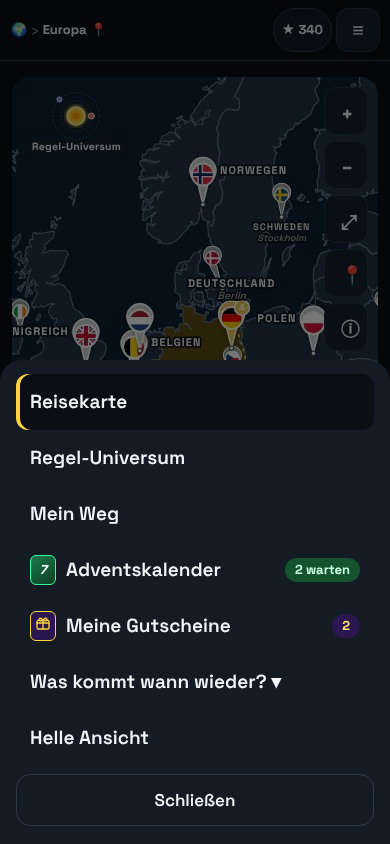 > Europa
★ 340
≡
Regel-Universum
+
−
NORWEGEN
SCHWEDEN
Stockholm
DEUTSCHLAND
Berlin
POLEN
NIGREICH
BELGIEN
Reisekarte
Regel-Universum
Mein Weg
7 Adventskalender 2 warten
Meine Gutscheine 2
Was kommt wann wieder? ▾
Helle Ansicht
Schließen